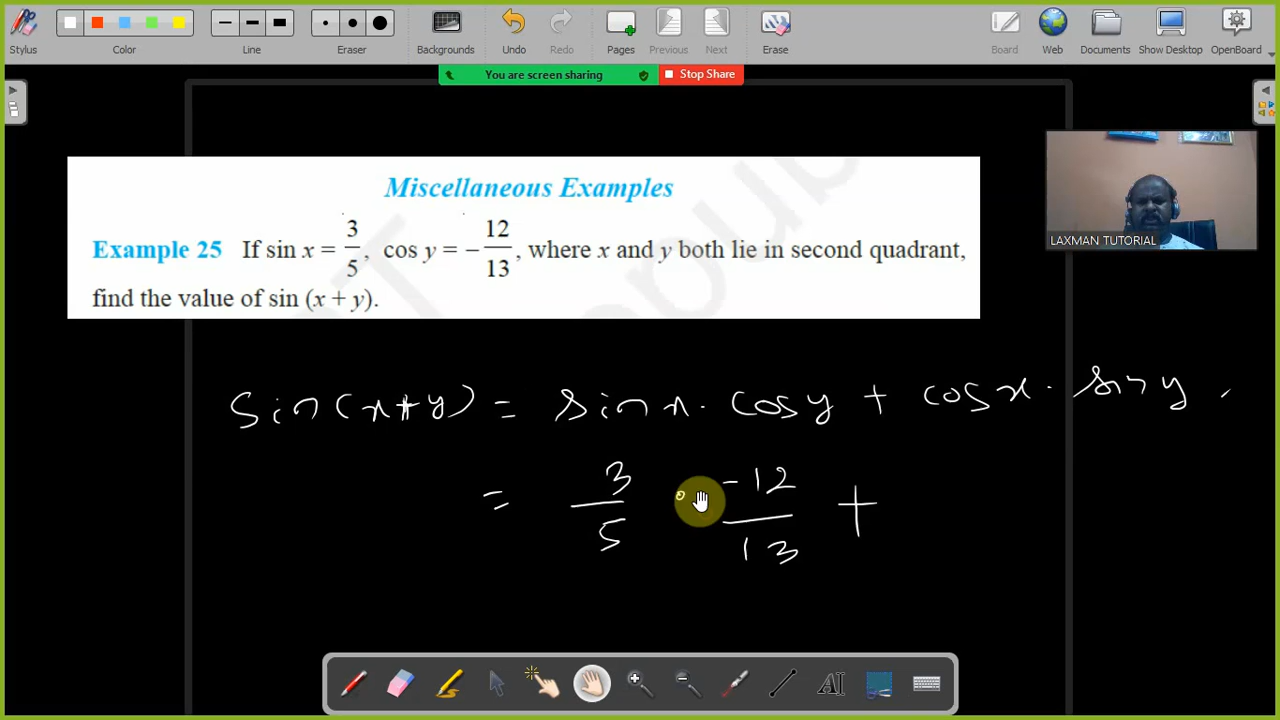 Stylus Color Line Eraser Backgrounds Undo Redo Pages Previous Next Erase Board Web Documents Show Desktop OpenBoard
You are screen sharing Stop Share
LAXMAN TUTORIAL
Miscellaneous Examples
Example 25 If sin x = 3/5, cos y = − 12/13, where x and y both lie in second quadrant,
find the value of sin (x + y).
sin(x+y) = sin x · cos y + cos x · sin y
= 3/5 · -12/13 +
AI